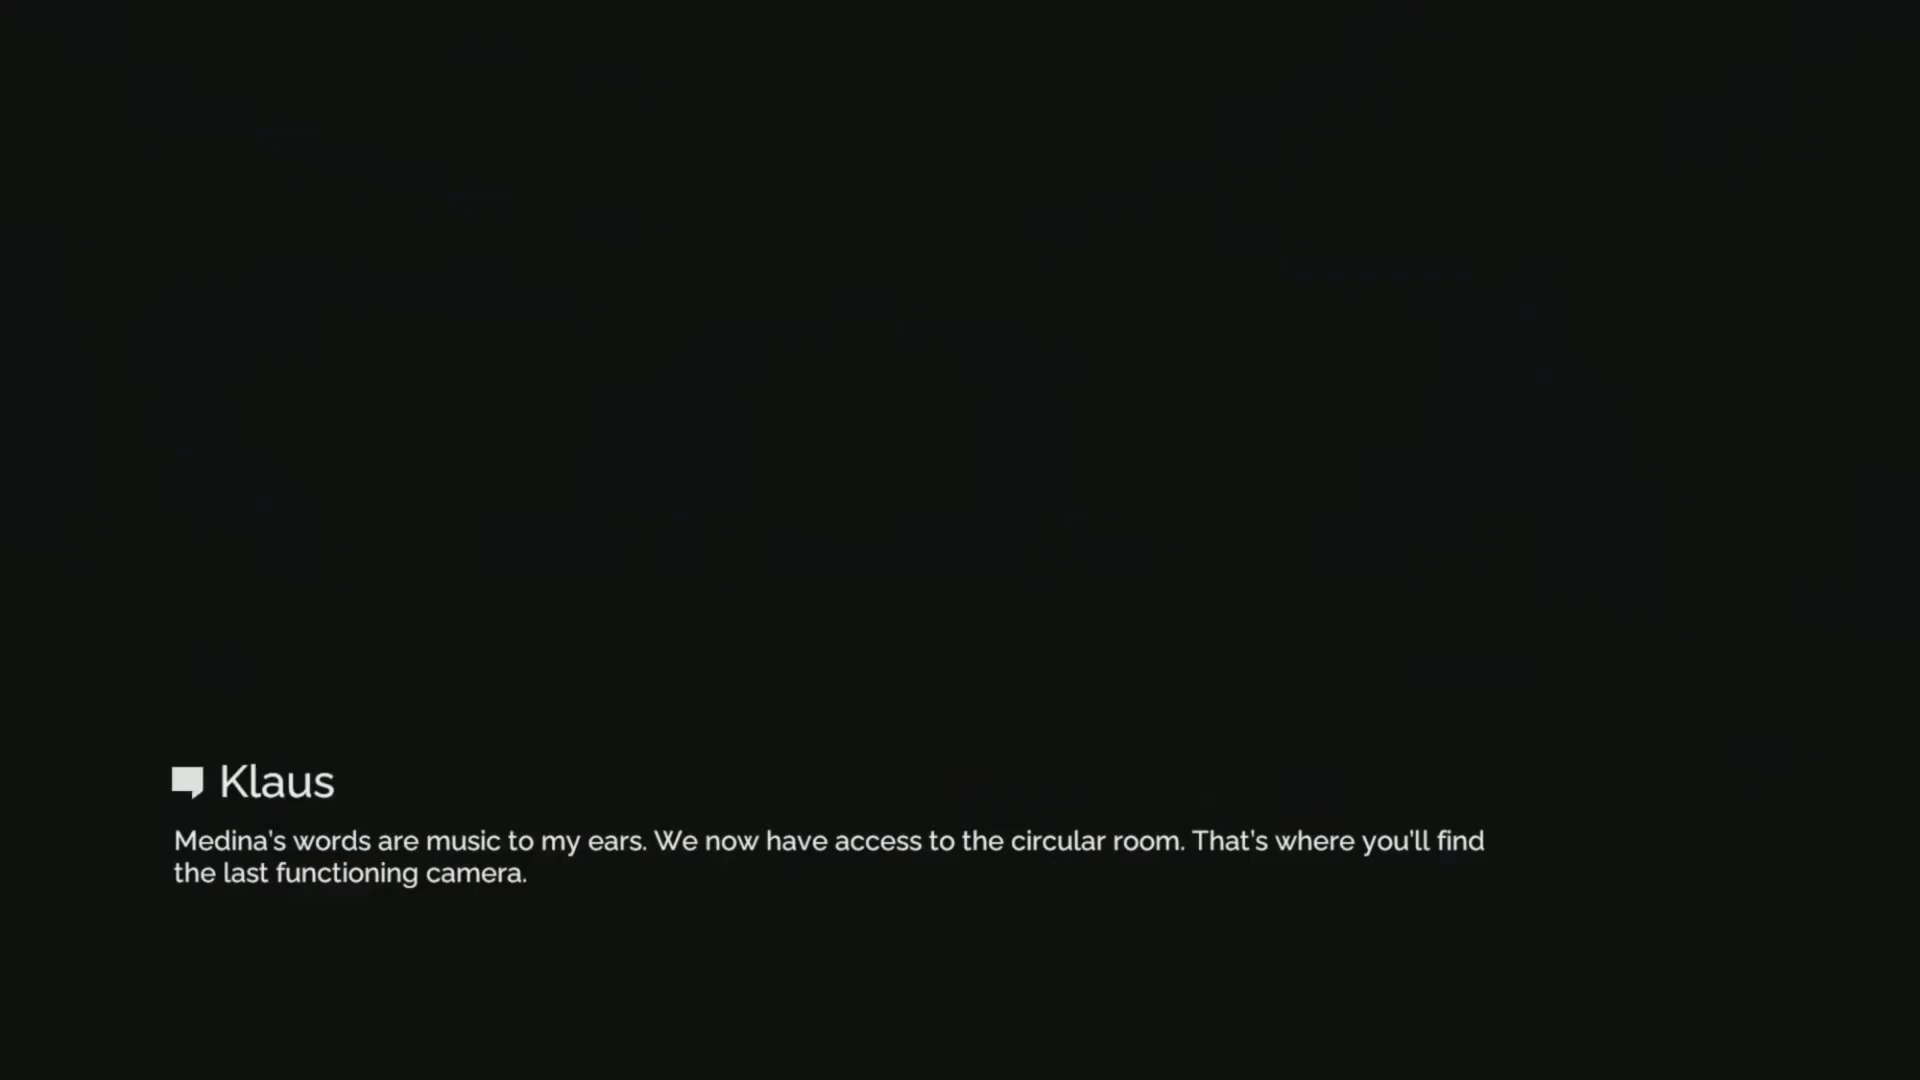 Klaus
Medina’s words are music to my ears. We now have access to the circular room. That’s where you’ll find
the last functioning camera.